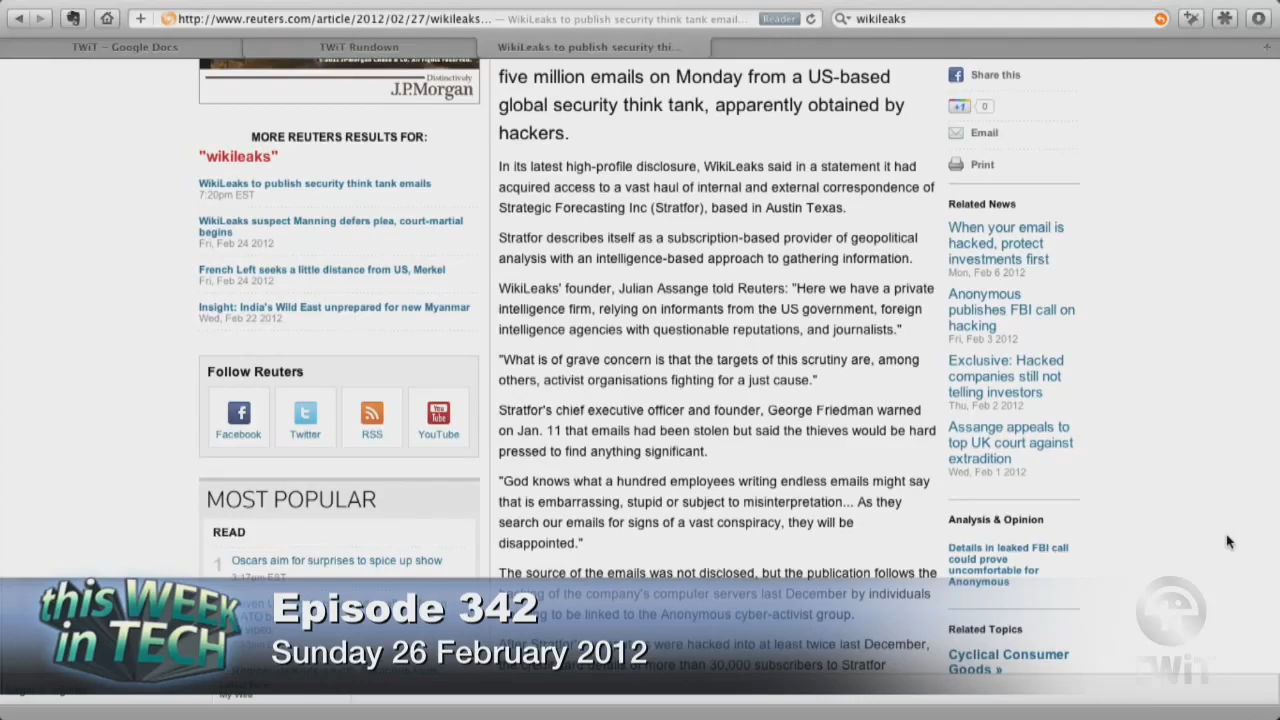 http://www.reuters.com/article/2012/02/27/wikileaks... — WikiLeaks to publish security think tank email...
Reader
wikileaks
TWiT – Google Docs
TWiT Rundown
WikiLeaks to publish security thi...
Distinctively
J.P.Morgan
MORE REUTERS RESULTS FOR:
"wikileaks"
WikiLeaks to publish security think tank emails
7:20pm EST
WikiLeaks suspect Manning defers plea, court-martial
begins
Fri, Feb 24 2012
French Left seeks a little distance from US, Merkel
Fri, Feb 24 2012
Insight: India's Wild East unprepared for new Myanmar
Wed, Feb 22 2012
Follow Reuters
Facebook
Twitter
RSS
YouTube
MOST POPULAR
READ
1 Oscars aim for surprises to spice up show
3:17pm EST
five million emails on Monday from a US-based
global security think tank, apparently obtained by
hackers.
In its latest high-profile disclosure, WikiLeaks said in a statement it had
acquired access to a vast haul of internal and external correspondence of
Strategic Forecasting Inc (Stratfor), based in Austin Texas.
Stratfor describes itself as a subscription-based provider of geopolitical
analysis with an intelligence-based approach to gathering information.
WikiLeaks' founder, Julian Assange told Reuters: "Here we have a private
intelligence firm, relying on informants from the US government, foreign
intelligence agencies with questionable reputations, and journalists."
"What is of grave concern is that the targets of this scrutiny are, among
others, activist organisations fighting for a just cause."
Stratfor's chief executive officer and founder, George Friedman warned
on Jan. 11 that emails had been stolen but said the thieves would be hard
pressed to find anything significant.
"God knows what a hundred employees writing endless emails might say
that is embarrassing, stupid or subject to misinterpretation... As they
search our emails for signs of a vast conspiracy, they will be
disappointed."
The source of the emails was not disclosed, but the publication follows the
of the company's computer servers last December by individuals
to be linked to the Anonymous cyber-activist group.
After were hacked into at least twice last December,
more than 30,000 subscribers to Stratfor
Share this
+1 0
Email
Print
Related News
When your email is
hacked, protect
investments first
Mon, Feb 6 2012
Anonymous
publishes FBI call on
hacking
Fri, Feb 3 2012
Exclusive: Hacked
companies still not
telling investors
Thu, Feb 2 2012
Assange appeals to
top UK court against
extradition
Wed, Feb 1 2012
Analysis & Opinion
Details in leaked FBI call
could prove
uncomfortable for
Anonymous
Related Topics
Cyclical Consumer
Goods »
this WEEK
in TECH
Episode 342
Sunday 26 February 2012
TWiT